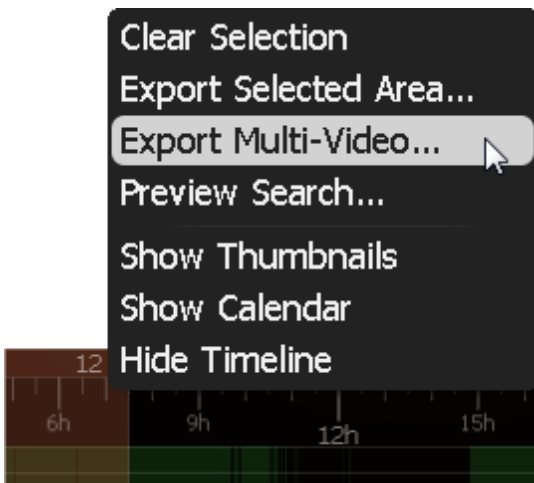 Clear Selection
Export Selected Area...
Export Multi-Video...
Preview Search...
Show Thumbnails
Show Calendar
Hide Timeline
12
6h 9h 12h 15h